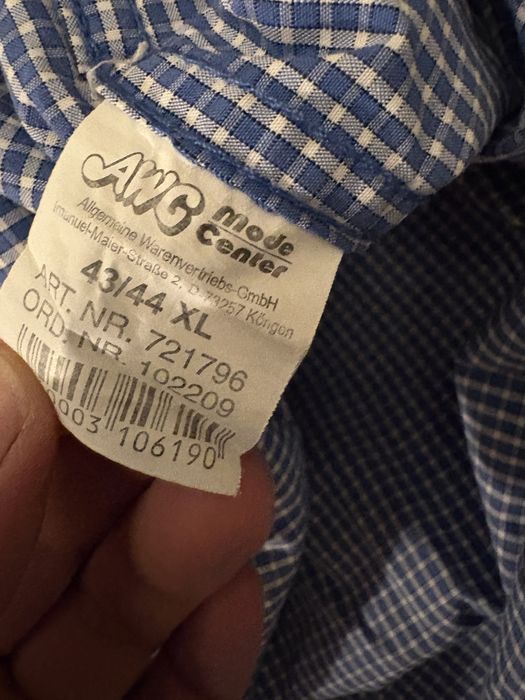 AWG Mode Center
Allgemeine Warenvertriebs-GmbH
Imanuel-Maier-Straße 2, D-73257 Köngen
43/44 XL
ART. NR. 721796
ORD. NR. 102209
0003 106190